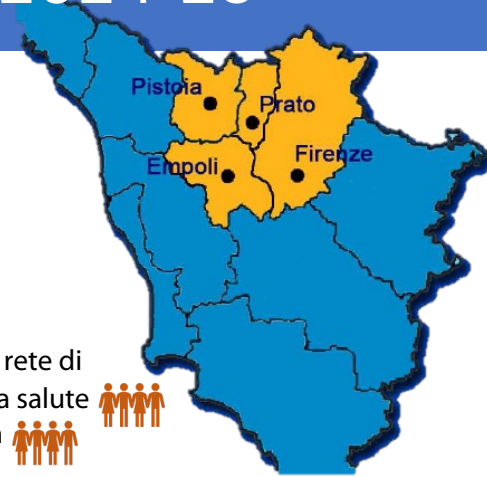 Pistoia
Prato
Empoli
Firenze
rete di
a salute